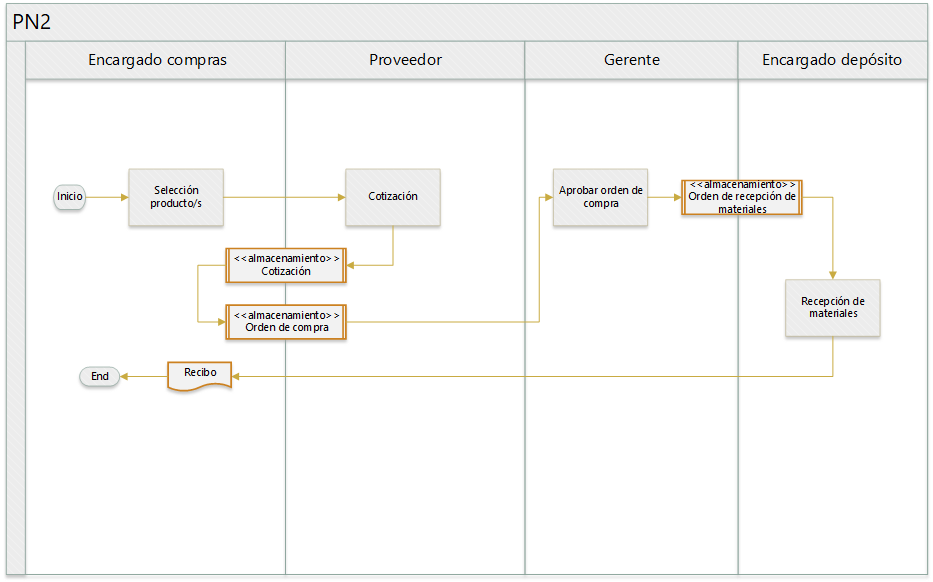 PN2
Encargado compras
Proveedor
Gerente
Encargado depósito
Inicio
Selección
producto/s
Cotización
Aprobar orden de
compra
<<almacenamiento>>
Orden de recepción de
materiales
<<almacenamiento>>
Cotización
<<almacenamiento>>
Orden de compra
Recepción de
materiales
Recibo
End